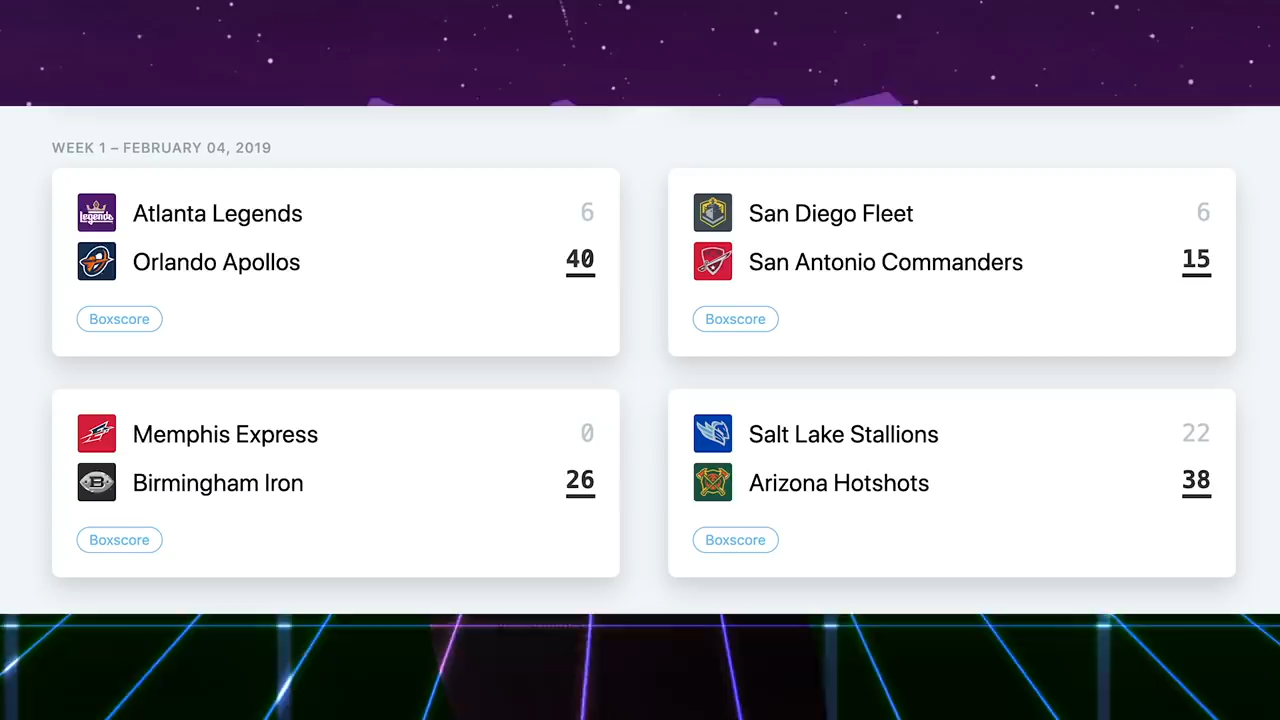 WEEK 1 – FEBRUARY 04, 2019
Legends
Atlanta Legends 6
Orlando Apollos 40
Boxscore
San Diego Fleet 6
San Antonio Commanders 15
Boxscore
Memphis Express 0
B
Birmingham Iron 26
Boxscore
Salt Lake Stallions 22
Arizona Hotshots 38
Boxscore